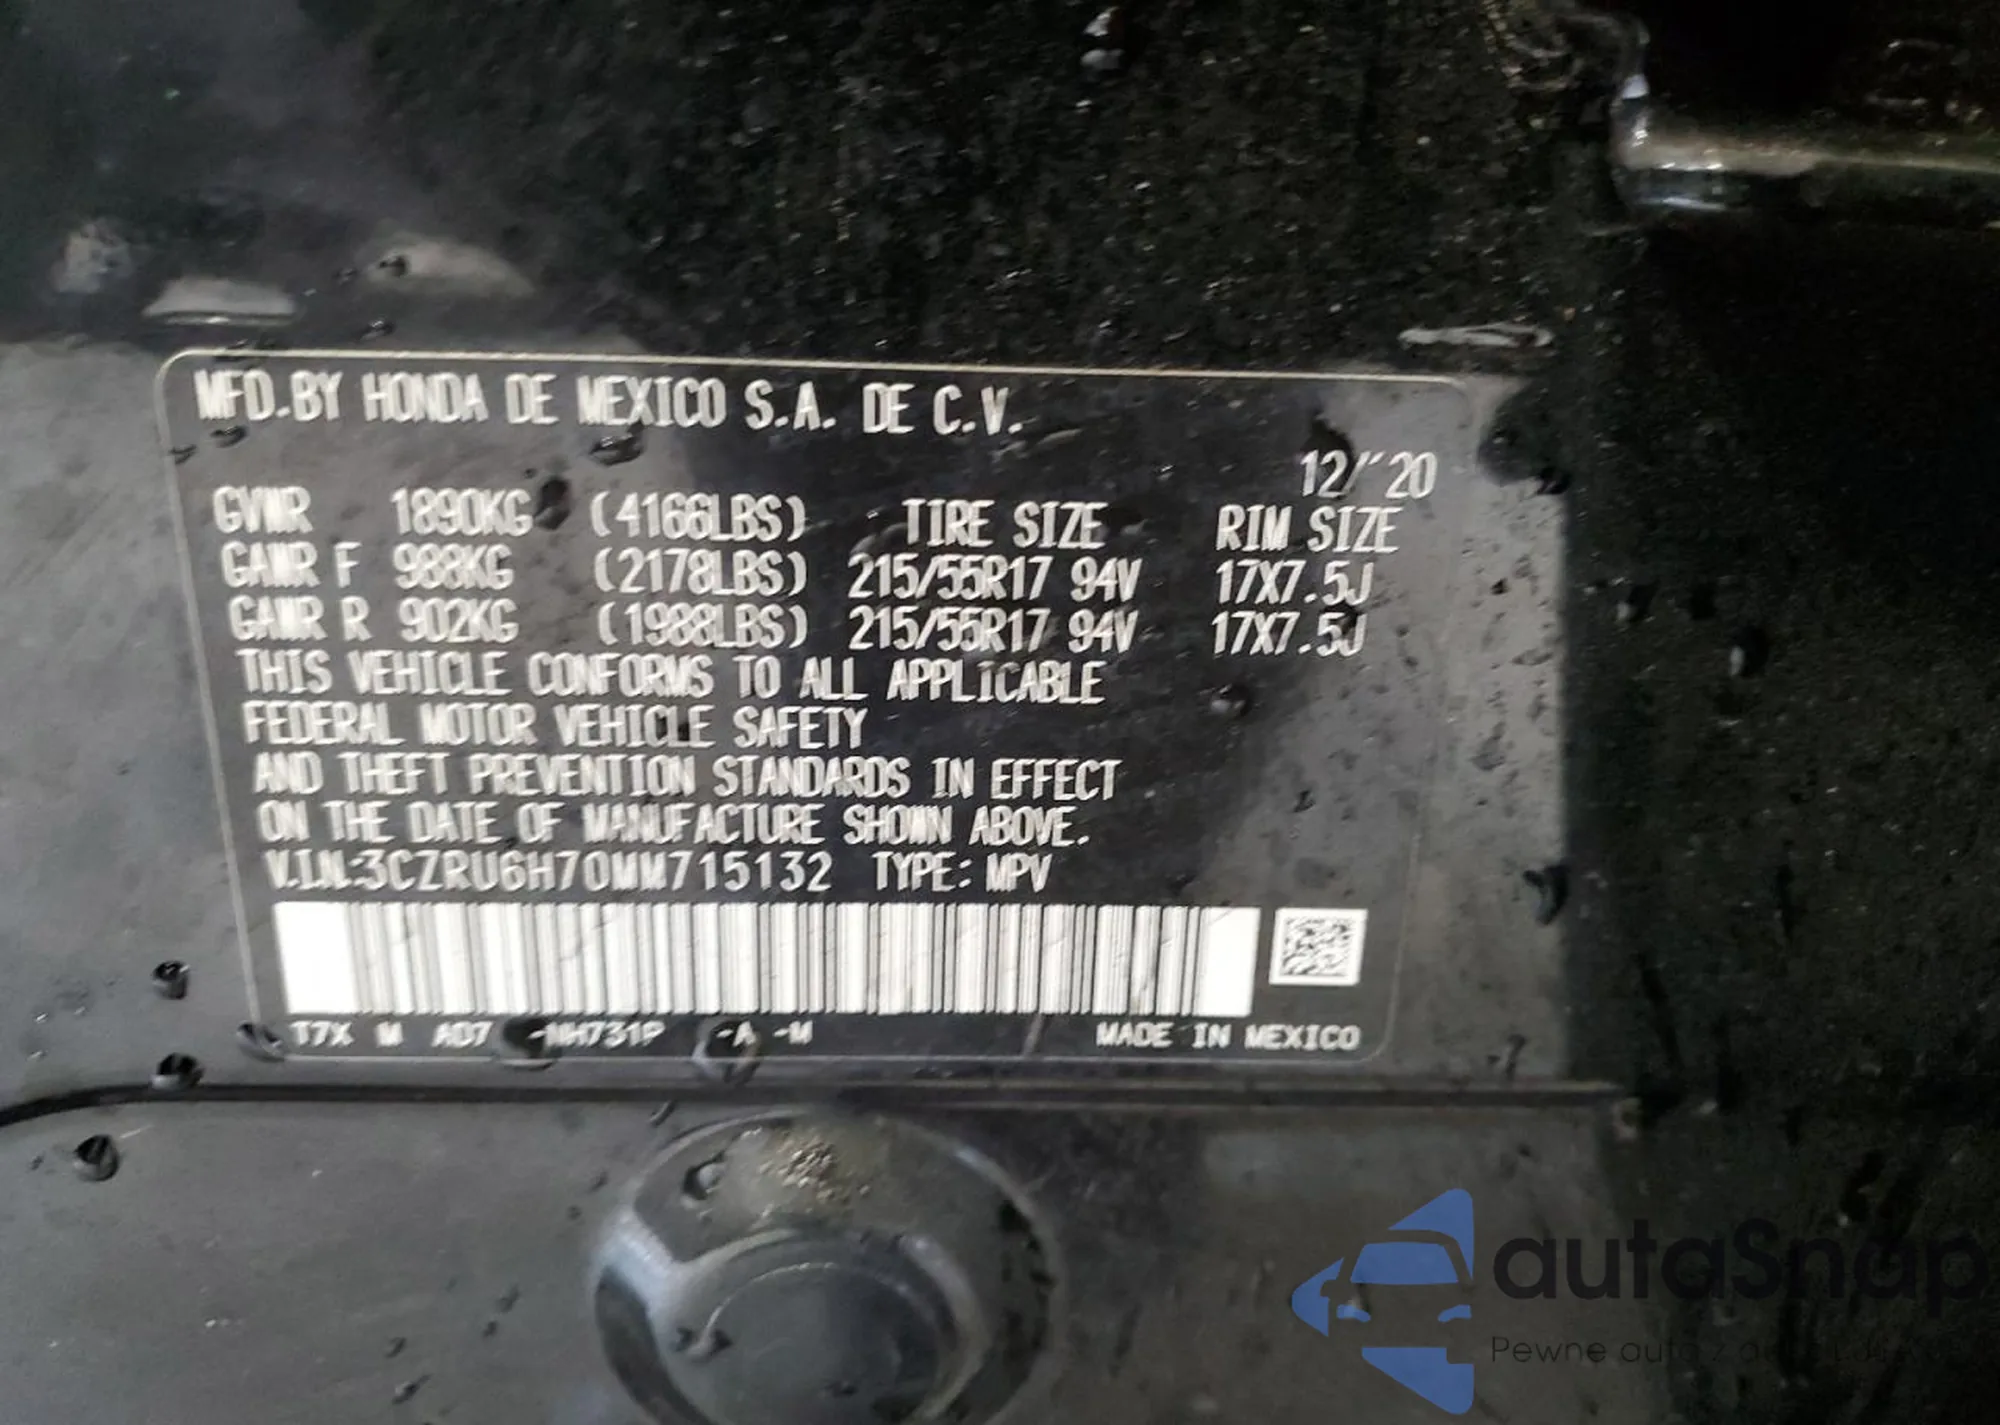 MFD.BY HONDA DE MEXICO S.A. DE C.V.
12/"20
GVWR 1890KG (4166LBS) TIRE SIZE RIM SIZE
GAWR F 988KG (2178LBS) 215/55R17 94V 17X7.5J
GAWR R 902KG (1988LBS) 215/55R17 94V 17X7.5J
THIS VEHICLE CONFORMS TO ALL APPLICABLE
FEDERAL MOTOR VEHICLE SAFETY
AND THEFT PREVENTION STANDARDS IN EFFECT
ON THE DATE OF MANUFACTURE SHOWN ABOVE.
V.I.N:3CZRU6H70MM715132 TYPE: MPV
T7X M AD7 -NH731P -A -M MADE IN MEXICO
autaSnap
Pewne auta z